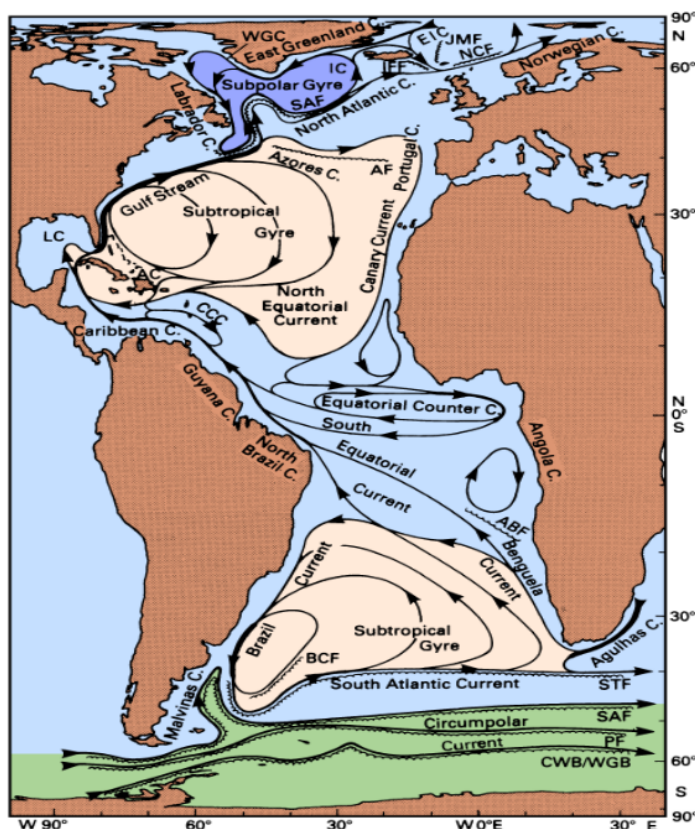 90°
N
WGC
East Greenland C.
EIC
JMF
NCF
Norwegian C.
60°
IC
IFF
Subpolar Gyre
SAF
North Atlantic C.
Labrador C.
Portugal C.
Azores C.
AF
Gulf Stream
30°
Subtropical
Gyre
Canary Current
M
LC
AC
North
Equatorial
Current
CCC
Caribbean C.
Guyana C.
Equatorial Counter C.
N
0°
S
South
Equatorial
Current
North
Brazil C.
Angola C.
ABF
Benguela
Current
Current
Brazil
30°
Subtropical
Gyre
Agulhas C.
BCF
South Atlantic Current
STF
Malvinas C.
SAF
Circumpolar
Current
PF
CWB/WGB
60°
S
90°
W 90°
60°
30°
W 0°E
30°
E